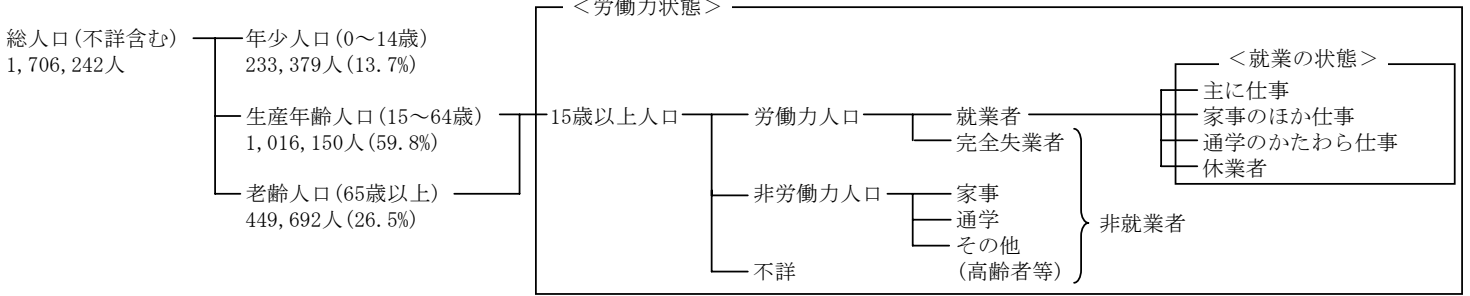 ＜労働力状態＞
総人口(不詳含む)
1,706,242人
年少人口(0～14歳)
233,379人(13.7%)
生産年齢人口(15～64歳)
1,016,150人(59.8%)
老齢人口(65歳以上)
449,692人(26.5%)
15歳以上人口
労働力人口
非労働力人口
不詳
就業者
完全失業者
家事
通学
その他
(高齢者等)
非就業者
＜就業の状態＞
主に仕事
家事のほか仕事
通学のかたわら仕事
休業者